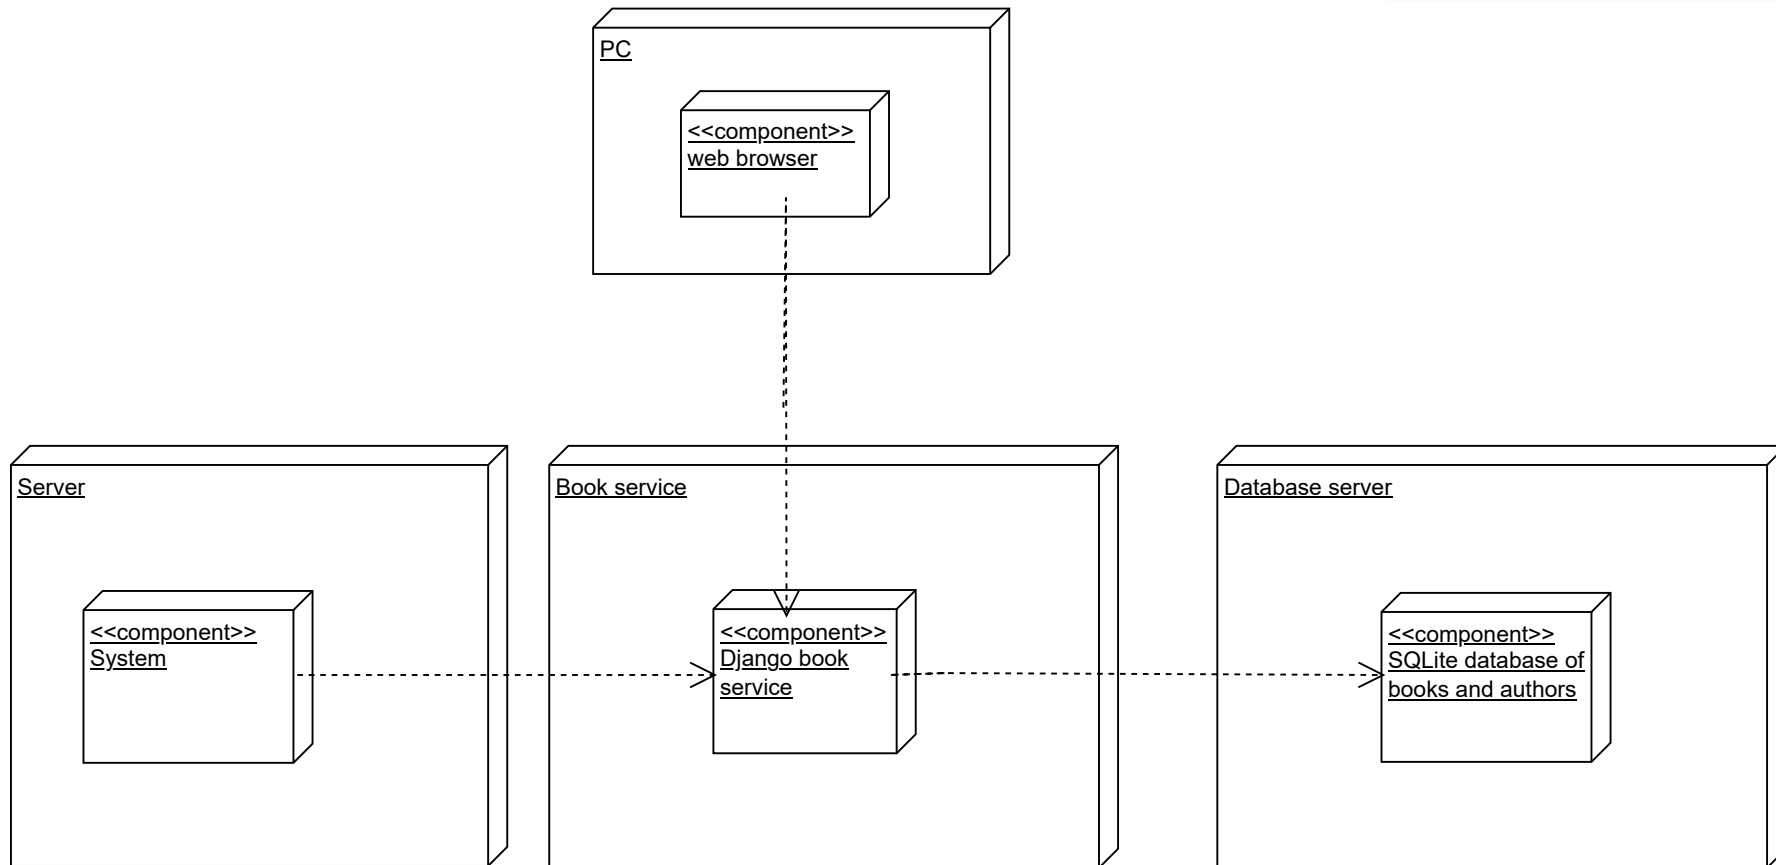 PC
<<component>>
web browser
Server
Book service
Database server
<<component>>
System
<<component>>
Django book
service
<<component>>
SQLite database of
books and authors